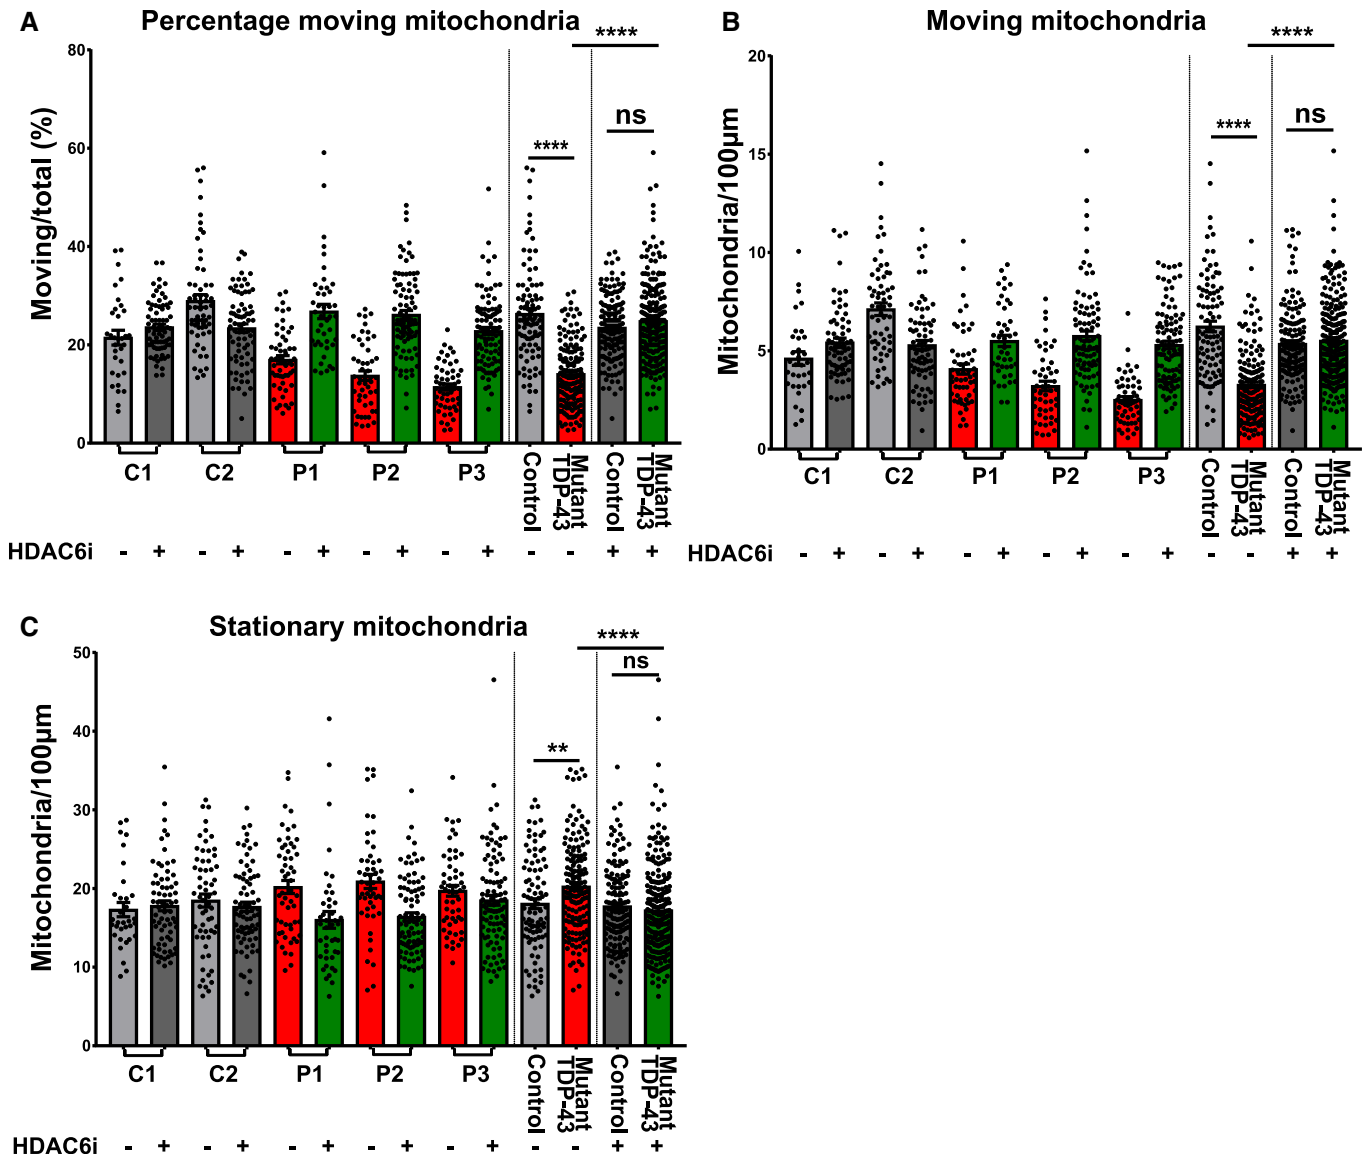 A Percentage moving mitochondria
Moving/total (%)
80
60
40
20
0
****
****
ns
C1 C2 P1 P2 P3 Control Mutant TDP-43 Control Mutant TDP-43
HDAC6i - + - + - + - + - + - - + +
B Moving mitochondria
Mitochondria/100μm
20
15
10
5
0
****
****
ns
C1 C2 P1 P2 P3 Control Mutant TDP-43 Control Mutant TDP-43
HDAC6i - + - + - + - + - + - - + +
C Stationary mitochondria
Mitochondria/100μm
50
40
30
20
10
0
****
ns
**
C1 C2 P1 P2 P3 Control Mutant TDP-43 Control Mutant TDP-43
HDAC6i - + - + - + - + - + - - + +